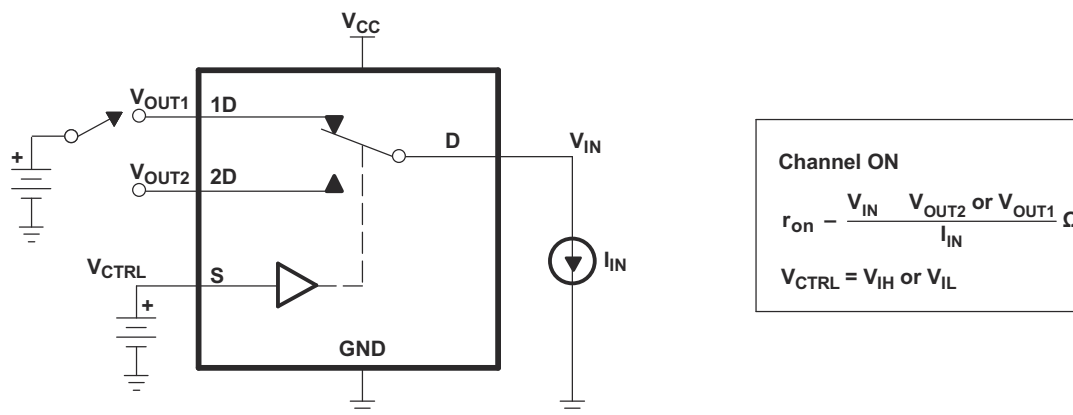 VCC
VOUT1 1D
D VIN
VOUT2 2D
+
VCTRL S
+
IIN
GND
Channel ON
ron – VIN VOUT2 or VOUT1 / IIN Ω
VCTRL = VIH or VIL